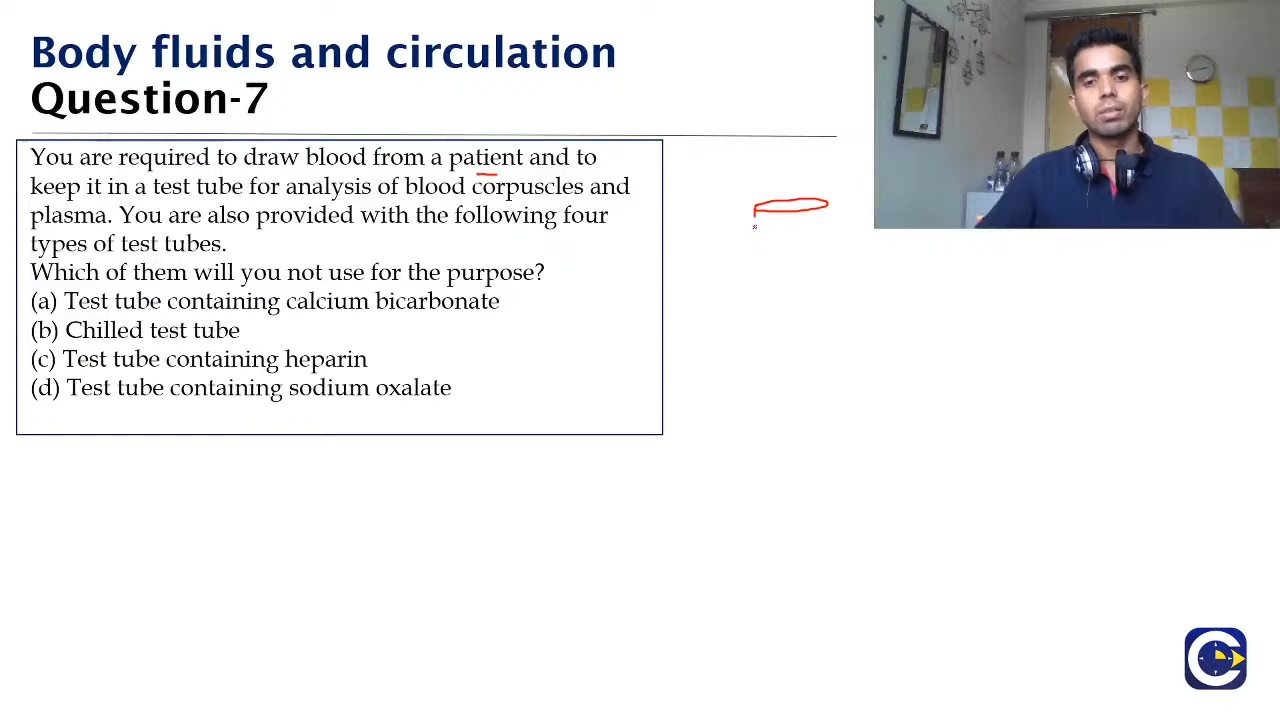 Body fluids and circulation
Question-7
You are required to draw blood from a patient and to
keep it in a test tube for analysis of blood corpuscles and
plasma. You are also provided with the following four
types of test tubes.
Which of them will you not use for the purpose?
(a) Test tube containing calcium bicarbonate
(b) Chilled test tube
(c) Test tube containing heparin
(d) Test tube containing sodium oxalate